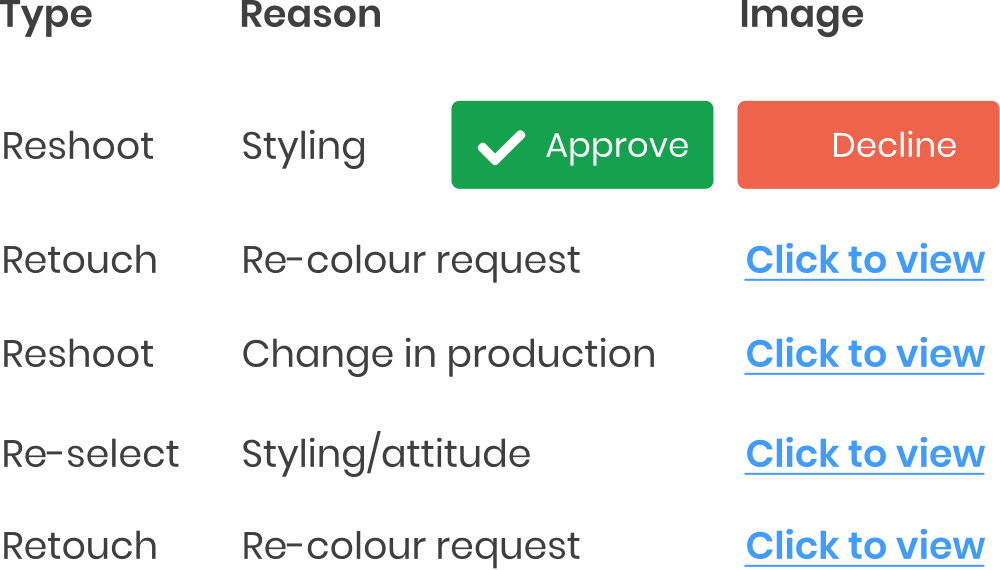 Type Reason Image
Reshoot Styling Approve Decline
Retouch Re-colour request Click to view
Reshoot Change in production Click to view
Re-select Styling/attitude Click to view
Retouch Re-colour request Click to view